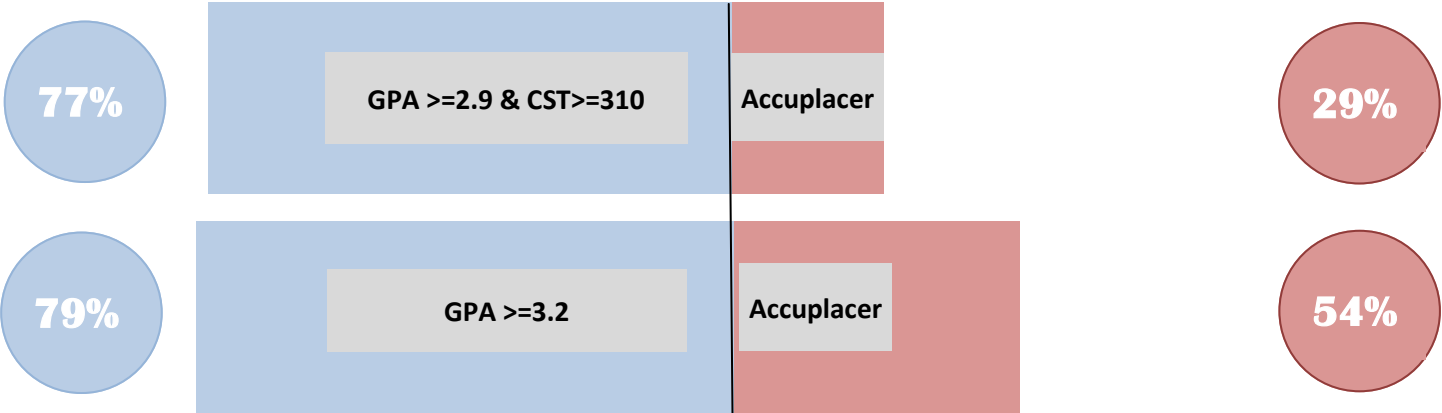 77%
GPA >=2.9 & CST>=310
Accuplacer
29%
79%
GPA >=3.2
Accuplacer
54%